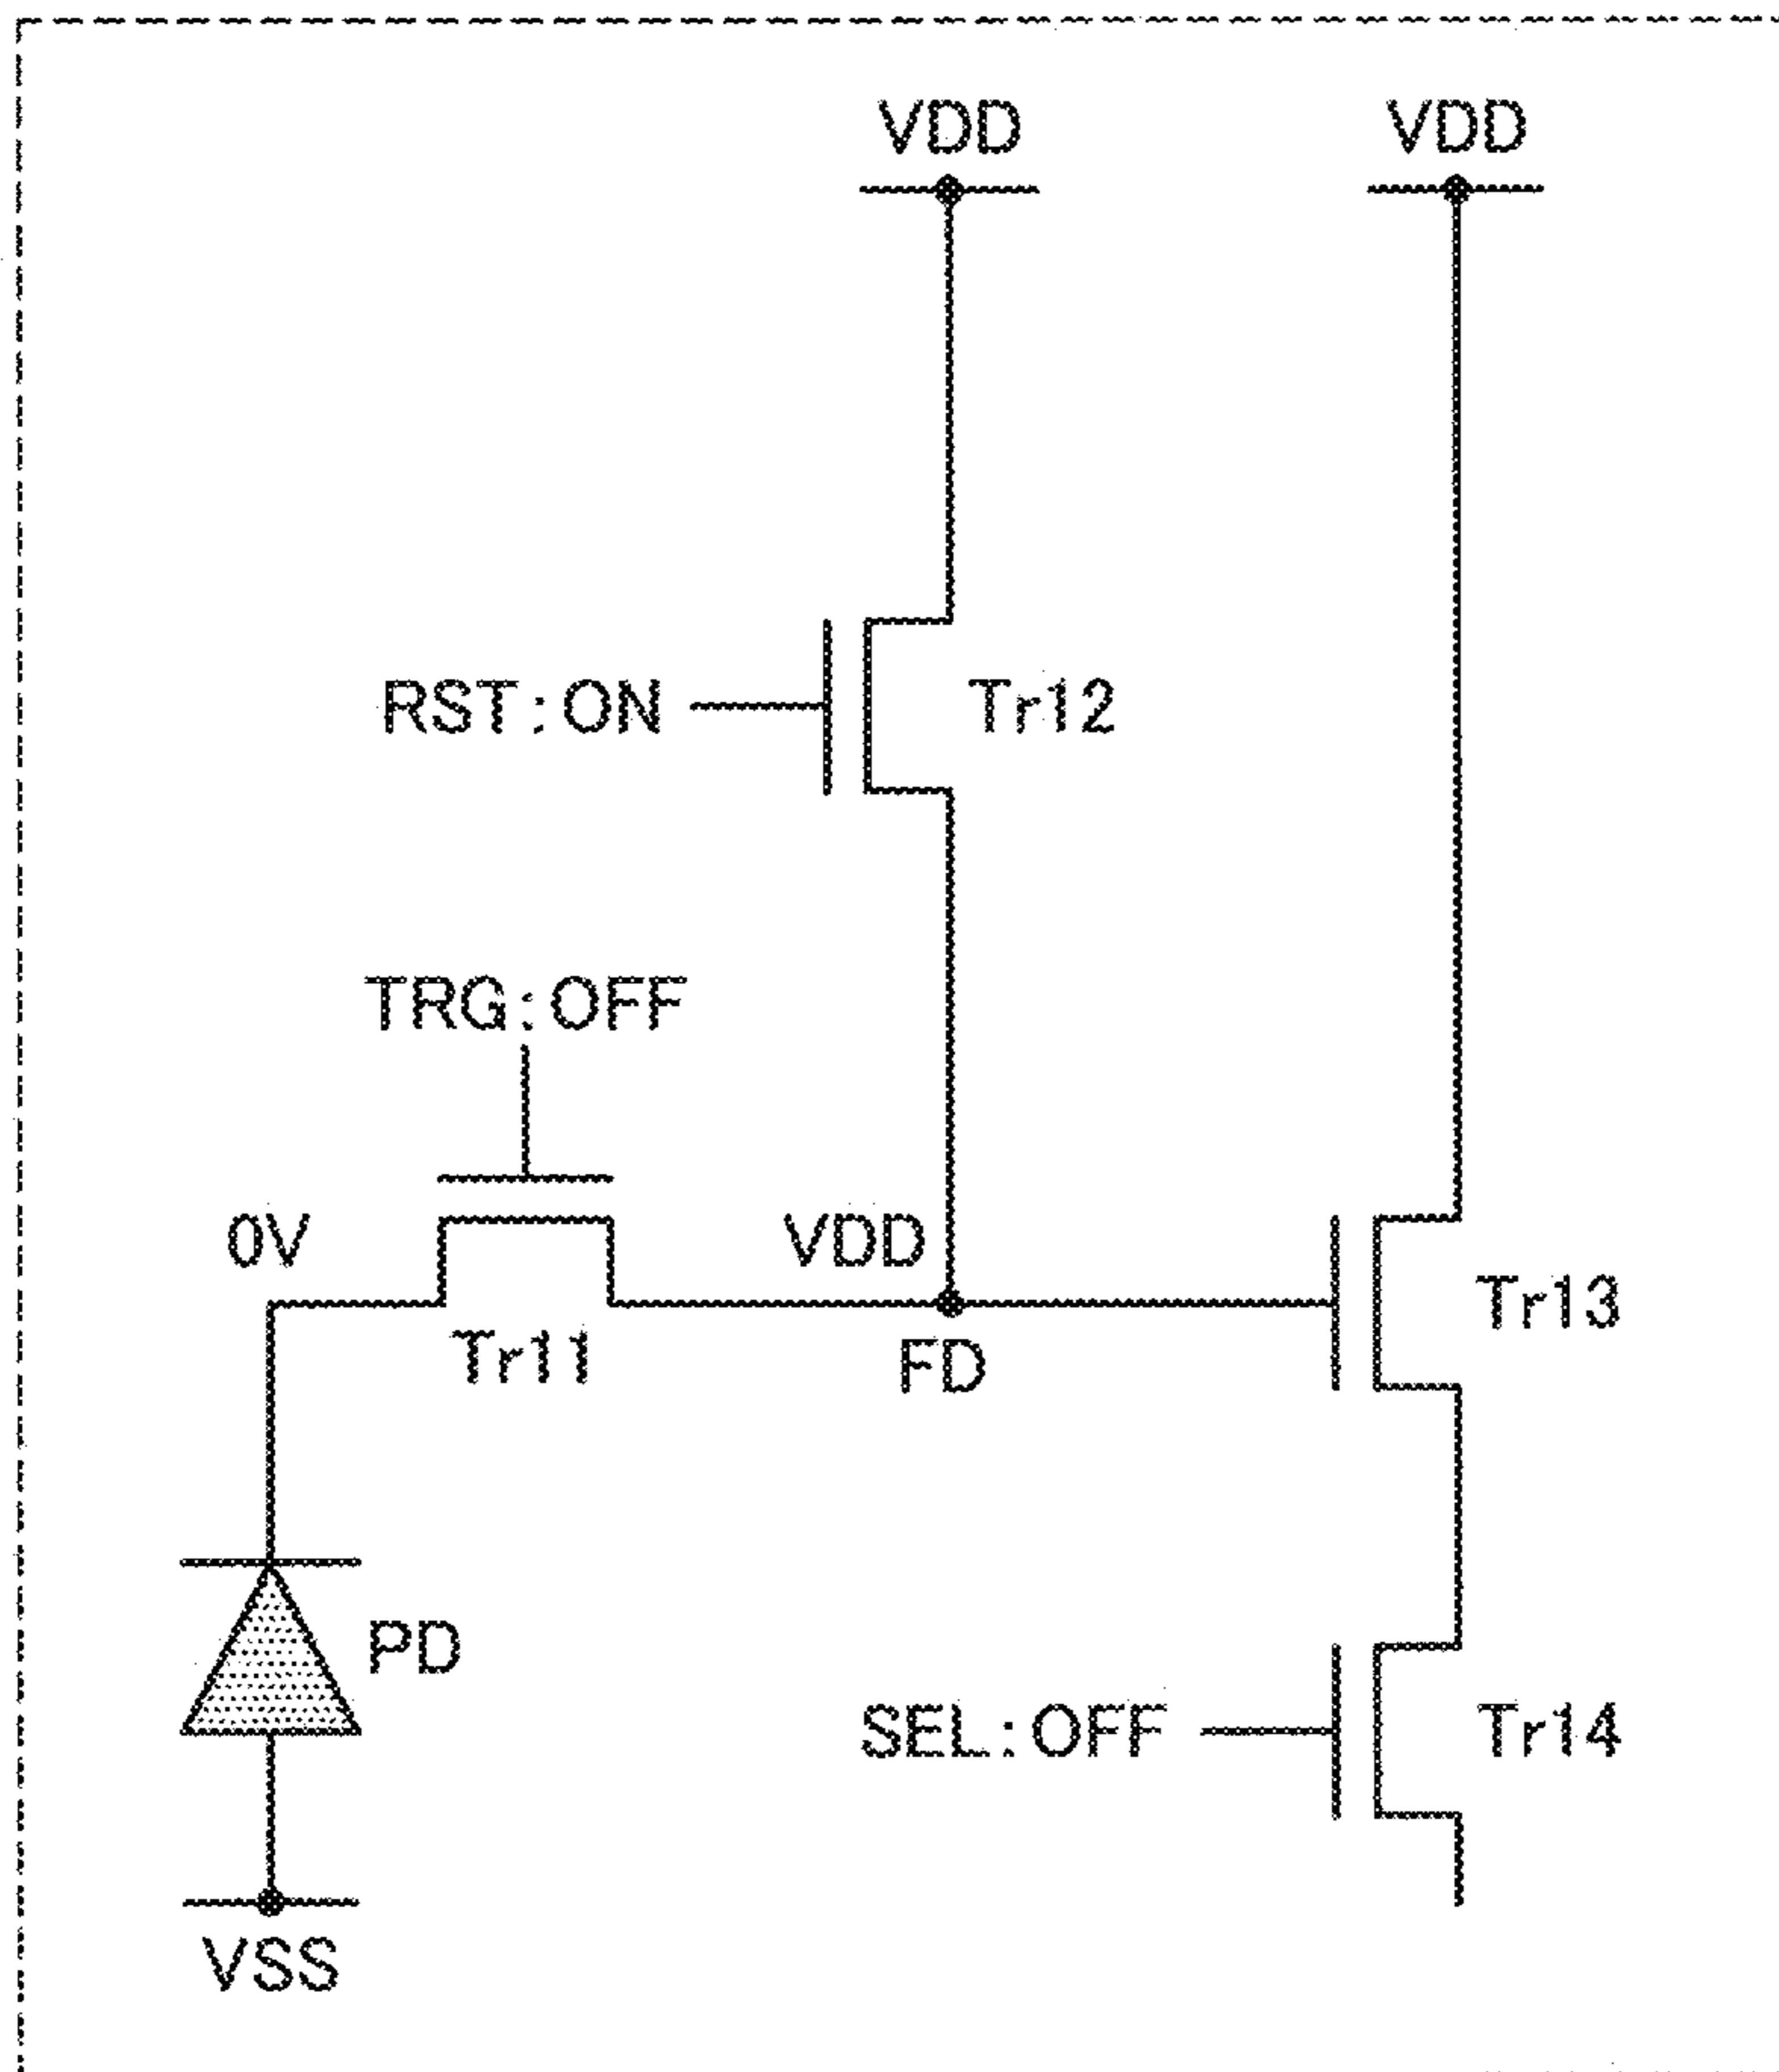 VDD VDD
RST:ON Tr12
TRG:OFF
0V VDD
Tr13
Tr11 FD
PD
SEL:OFF Tr14
VSS